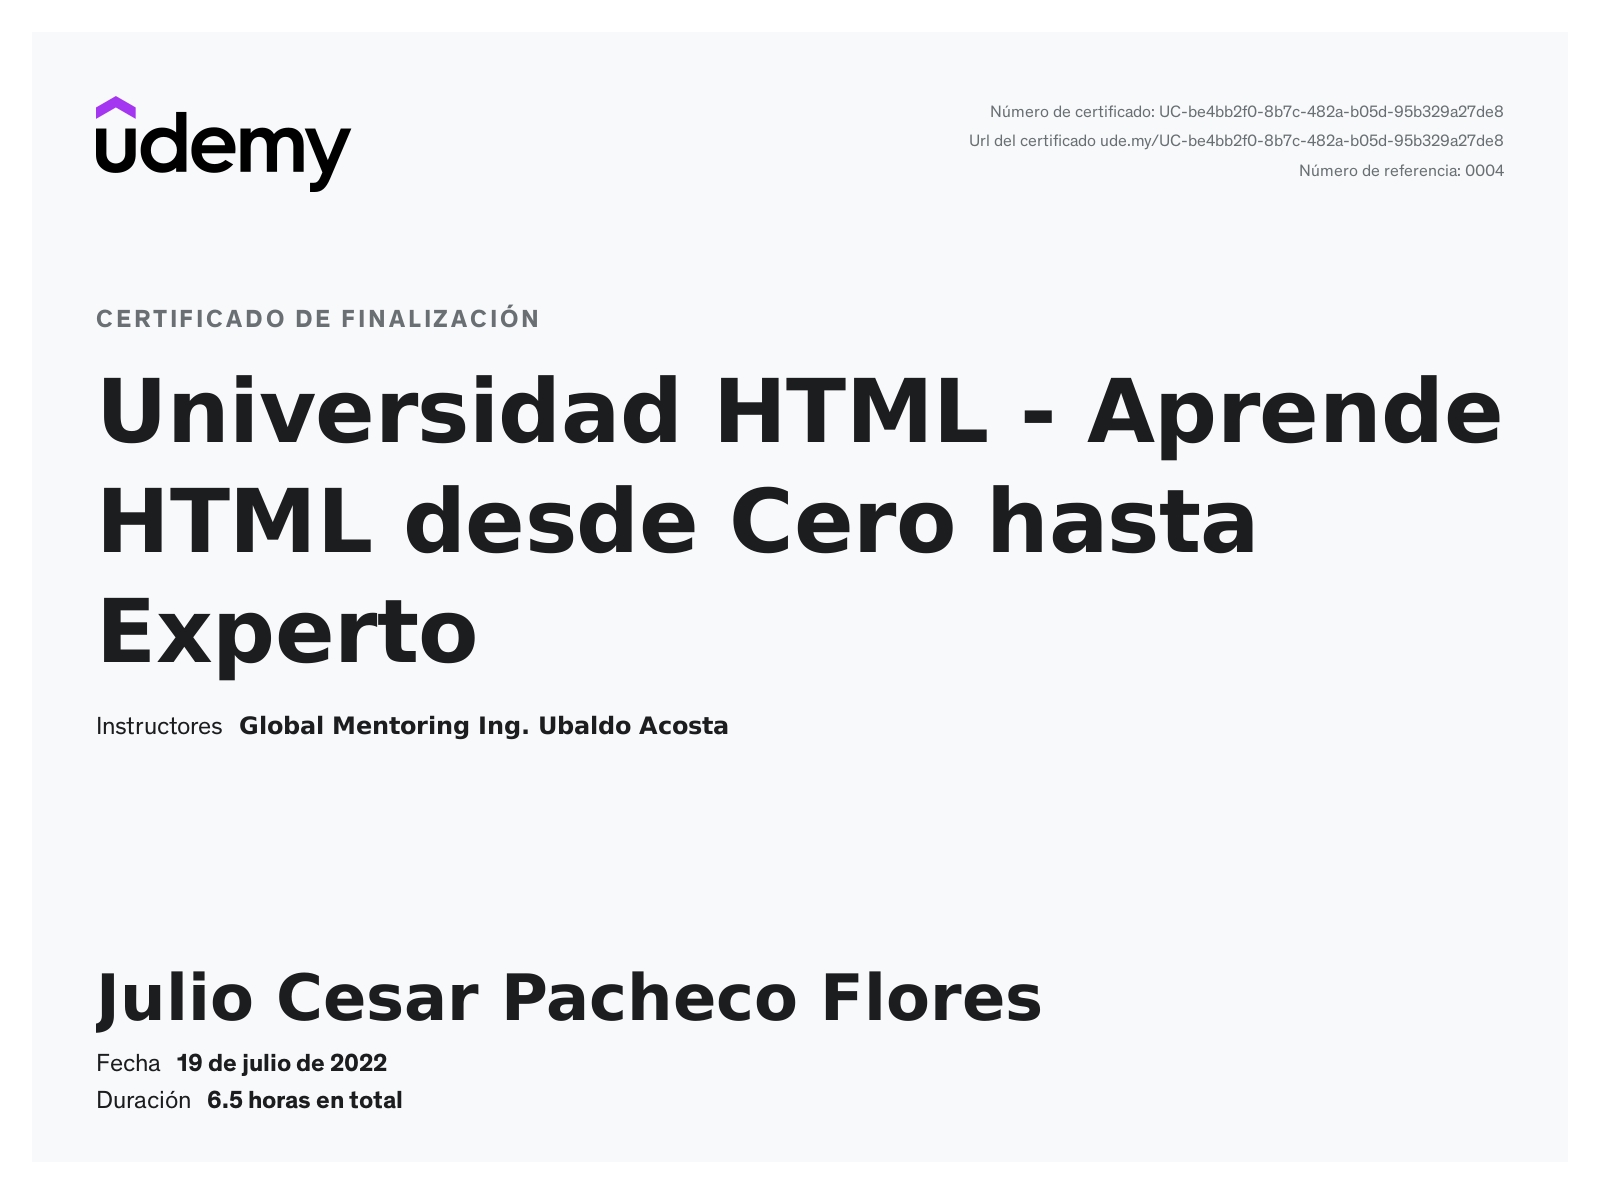 udemy
Número de certificado: UC-be4bb2f0-8b7c-482a-b05d-95b329a27de8
Url del certificado ude.my/UC-be4bb2f0-8b7c-482a-b05d-95b329a27de8
Número de referencia: 0004
CERTIFICADO DE FINALIZACIÓN
Universidad HTML - Aprende
HTML desde Cero hasta
Experto
Instructores Global Mentoring Ing. Ubaldo Acosta
Julio Cesar Pacheco Flores
Fecha 19 de julio de 2022
Duración 6.5 horas en total